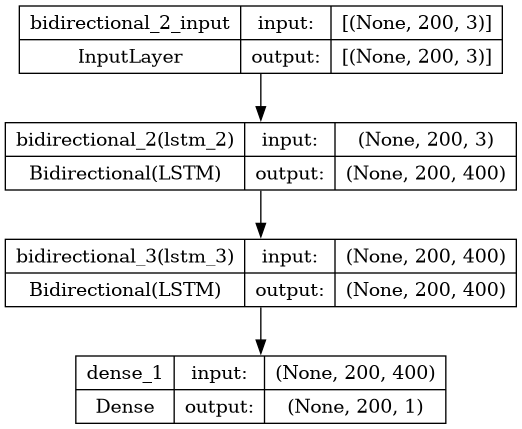 bidirectional_2_input input: [(None, 200, 3)]
InputLayer output: [(None, 200, 3)]
bidirectional_2(lstm_2) input: (None, 200, 3)
Bidirectional(LSTM) output: (None, 200, 400)
bidirectional_3(lstm_3) input: (None, 200, 400)
Bidirectional(LSTM) output: (None, 200, 400)
dense_1 input: (None, 200, 400)
Dense output: (None, 200, 1)